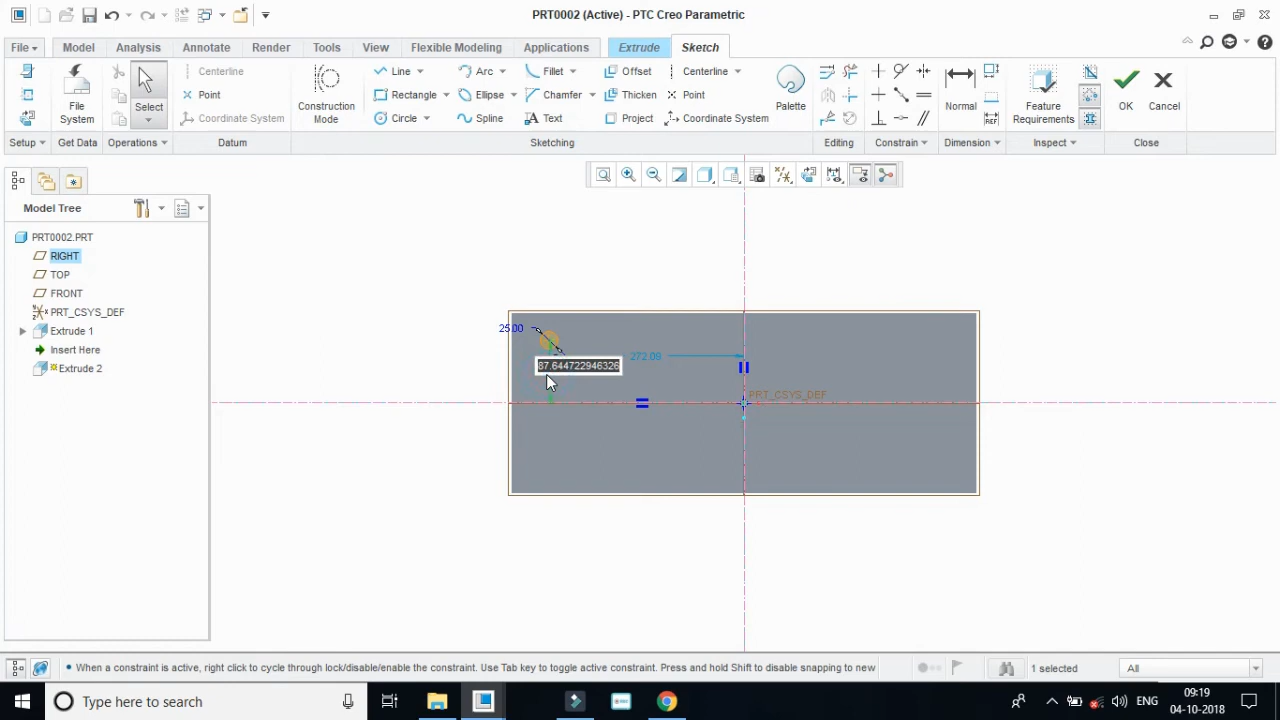 PRT0002 (Active) - PTC Creo Parametric
File Model Analysis Annotate Render Tools View Flexible Modeling Applications Extrude Sketch
File System
Select
Centerline
Point
Coordinate System
Construction Mode
Line Arc Fillet Offset Centerline
Rectangle Ellipse Chamfer Thicken Point
Circle Spline Text Project Coordinate System
Palette
Normal
Feature Requirements
OK
Cancel
Setup Get Data Operations Datum Sketching Editing Constrain Dimension Inspect Close
Model Tree
PRT0002.PRT
RIGHT
TOP
FRONT
PRT_CSYS_DEF
Extrude 1
Insert Here
Extrude 2
25.00
272.08
87.644722946326
PRT_CSYS_DEF
• When a constraint is active, right click to cycle through lock/disable/enable the constraint. Use Tab key to toggle active constraint. Press and hold Shift to disable snapping to new
1 selected
All
Type here to search
ENG
09:19
04-10-2018